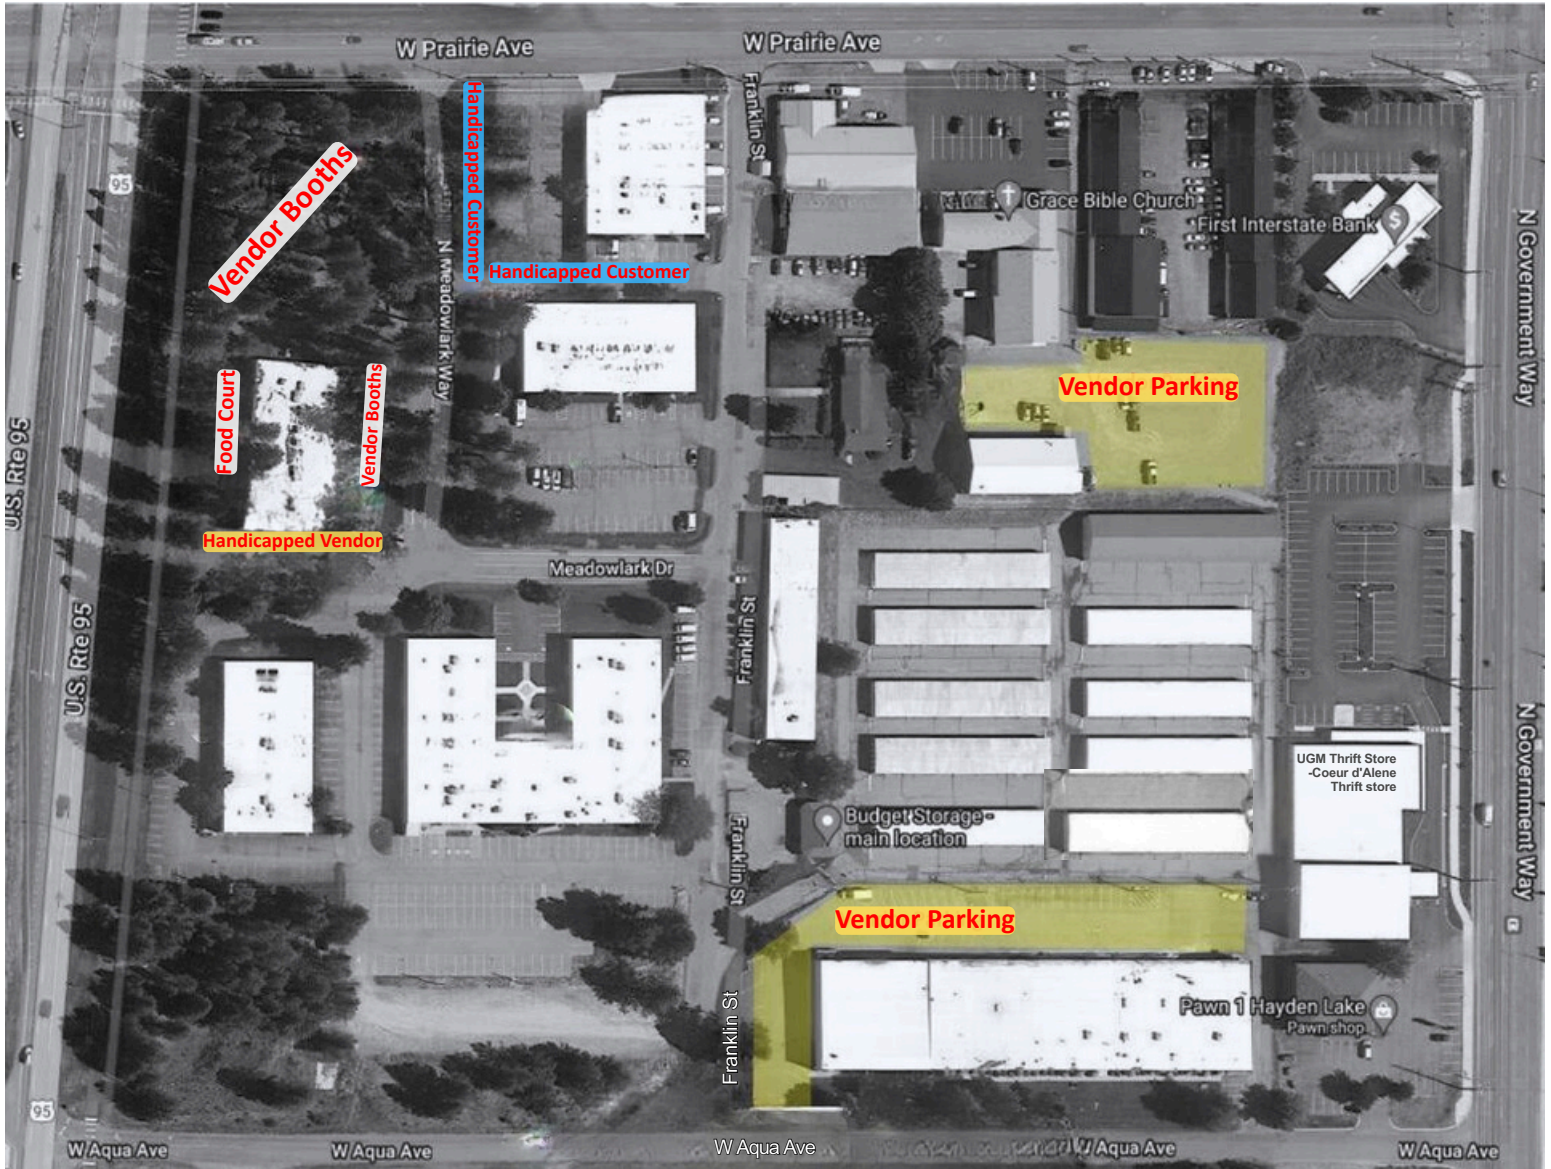 W Prairie Ave
W Prairie Ave
Franklin St
Handicapped Customer
Vendor Booths
95
Grace Bible Church
First Interstate Bank
$
N Government Way
N Meadowlark Way
Handicapped Customer
Food Court
Vendor Booths
Vendor Parking
U.S. Rte 95
Handicapped Vendor
Meadowlark Dr
Franklin St
U.S. Rte 95
N Government Way
UGM Thrift Store
-Coeur d'Alene
Thrift store
Budget Storage -
main location
Franklin St
Vendor Parking
Franklin St
Pawn 1 Hayden Lake
Pawn shop
95
W Aqua Ave
W Aqua Ave
W Aqua Ave
W Aqua Ave
W Aqua Ave